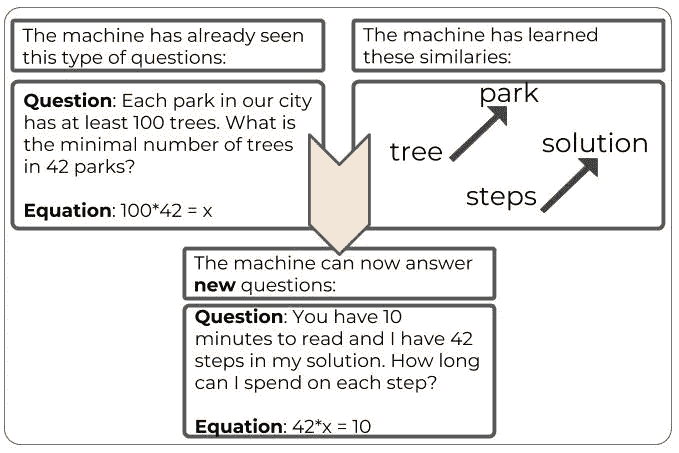 The machine has already seen
this type of questions:
Question: Each park in our city
has at least 100 trees. What is
the minimal number of trees
in 42 parks?
Equation: 100*42 = x
The machine has learned
these similaries:
park
tree
solution
steps
The machine can now answer
new questions:
Question: You have 10
minutes to read and I have 42
steps in my solution. How long
can I spend on each step?
Equation: 42*x = 10